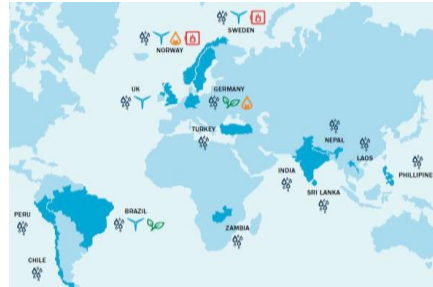 SWEDEN
NORWAY
UK
GERMANY
TURKEY
NEPAL
LAOS
PHILLIPINE
INDIA
SRI LANKA
PERU
BRAZIL
ZAMBIA
CHILE